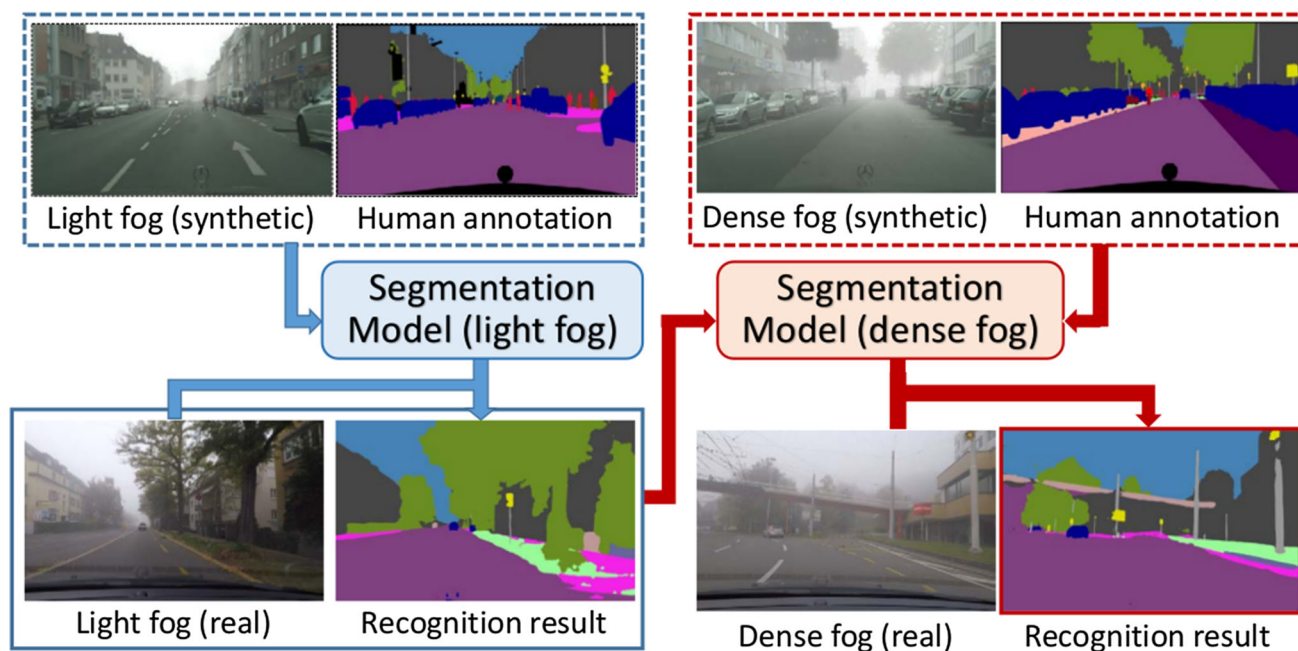 Light fog (synthetic)
Human annotation
Dense fog (synthetic)
Human annotation
Segmentation
Model (light fog)
Segmentation
Model (dense fog)
Light fog (real)
Recognition result
Dense fog (real)
Recognition result